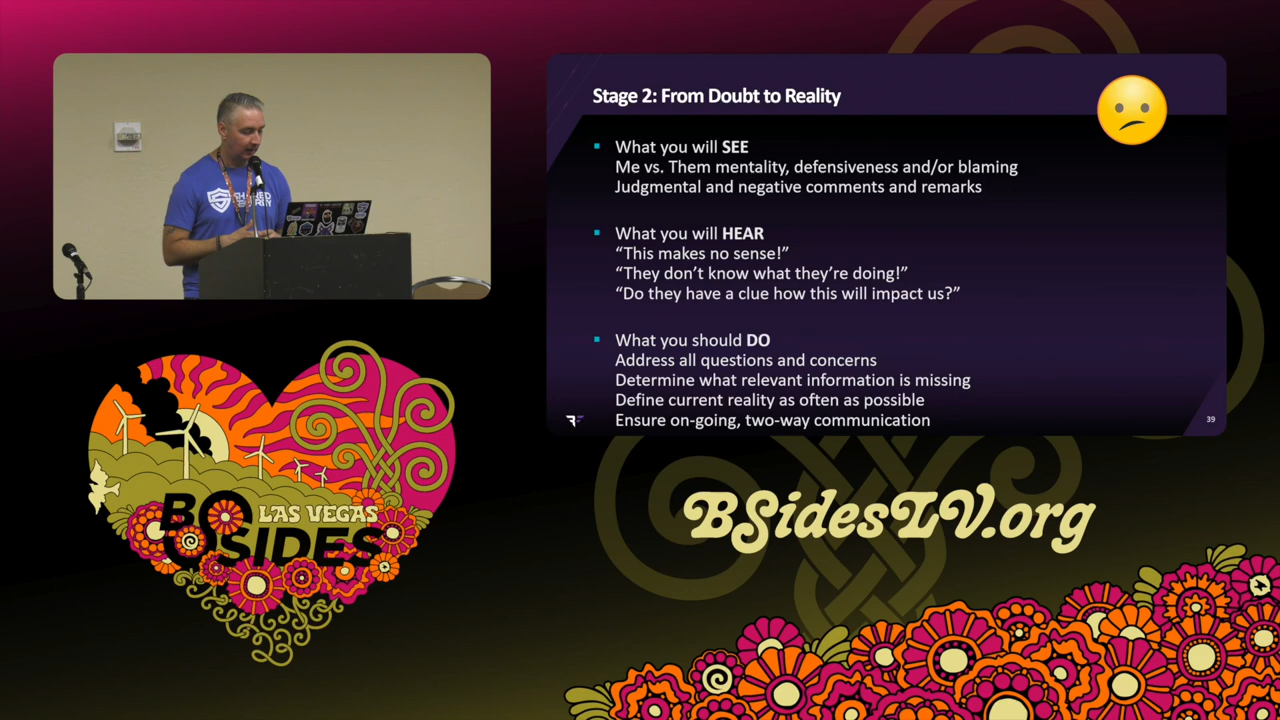 SHARED
SECURITY
Stage 2: From Doubt to Reality
What you will SEE
Me vs. Them mentality, defensiveness and/or blaming
Judgmental and negative comments and remarks
What you will HEAR
“This makes no sense!”
“They don’t know what they’re doing!”
“Do they have a clue how this will impact us?”
What you should DO
Address all questions and concerns
Determine what relevant information is missing
Define current reality as often as possible
Ensure on-going, two-way communication
39
BSIDES
LAS VEGAS
23
BSidesLV.org